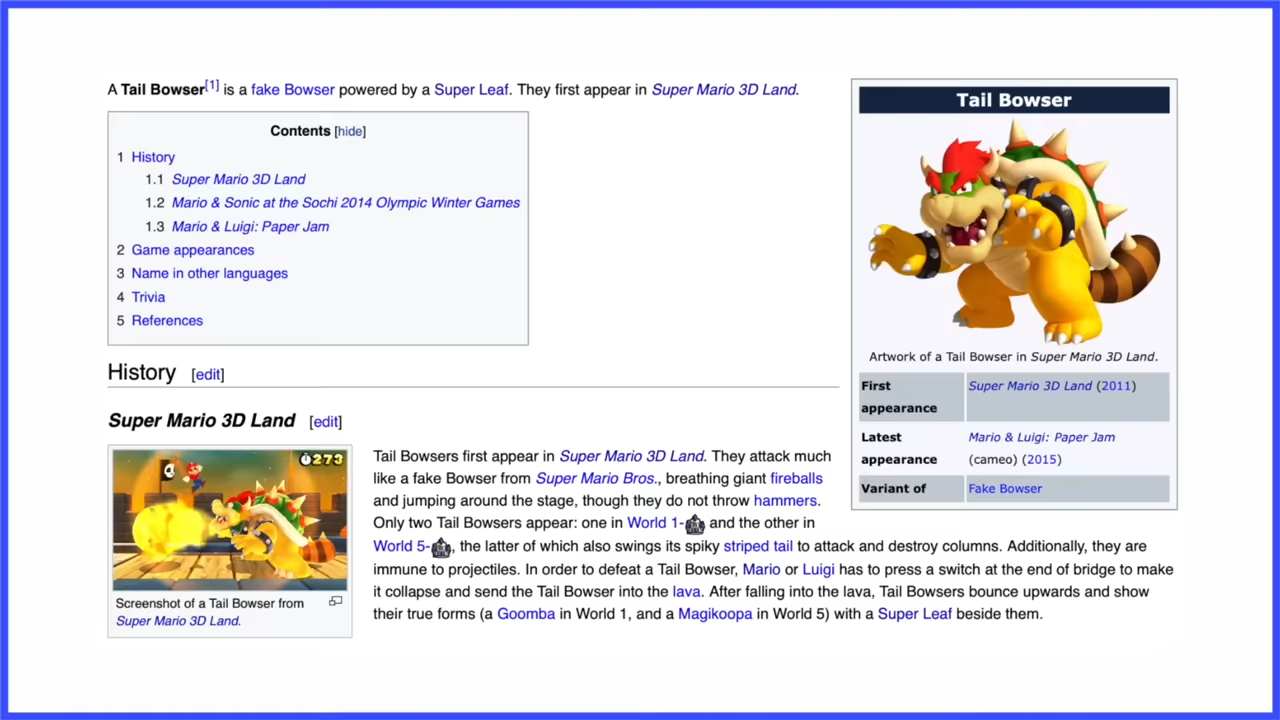 A Tail Bowser[1] is a fake Bowser powered by a Super Leaf. They first appear in Super Mario 3D Land.
Contents [hide]
1 History
1.1 Super Mario 3D Land
1.2 Mario & Sonic at the Sochi 2014 Olympic Winter Games
1.3 Mario & Luigi: Paper Jam
2 Game appearances
3 Name in other languages
4 Trivia
5 References
Tail Bowser
Artwork of a Tail Bowser in Super Mario 3D Land.
First appearance
Super Mario 3D Land (2011)
Latest appearance
Mario & Luigi: Paper Jam
(cameo) (2015)
Variant of
Fake Bowser
History [edit]
Super Mario 3D Land [edit]
273
Screenshot of a Tail Bowser from
Super Mario 3D Land.
Tail Bowsers first appear in Super Mario 3D Land. They attack much
like a fake Bowser from Super Mario Bros., breathing giant fireballs
and jumping around the stage, though they do not throw hammers.
Only two Tail Bowsers appear: one in World 1- and the other in
World 5-, the latter of which also swings its spiky striped tail to attack and destroy columns. Additionally, they are
immune to projectiles. In order to defeat a Tail Bowser, Mario or Luigi has to press a switch at the end of bridge to make
it collapse and send the Tail Bowser into the lava. After falling into the lava, Tail Bowsers bounce upwards and show
their true forms (a Goomba in World 1, and a Magikoopa in World 5) with a Super Leaf beside them.